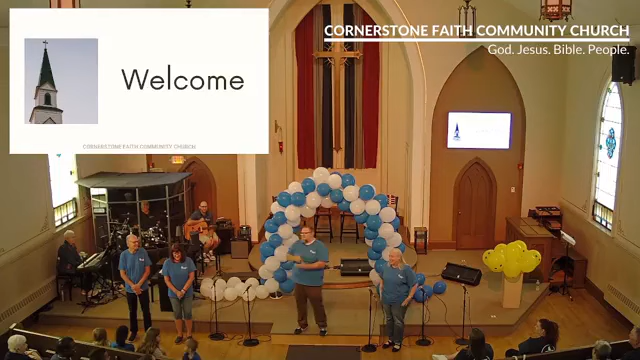 Welcome
CORNERSTONE FAITH COMMUNITY CHURCH
CORNERSTONE FAITH COMMUNITY CHURCH
God. Jesus. Bible. People.